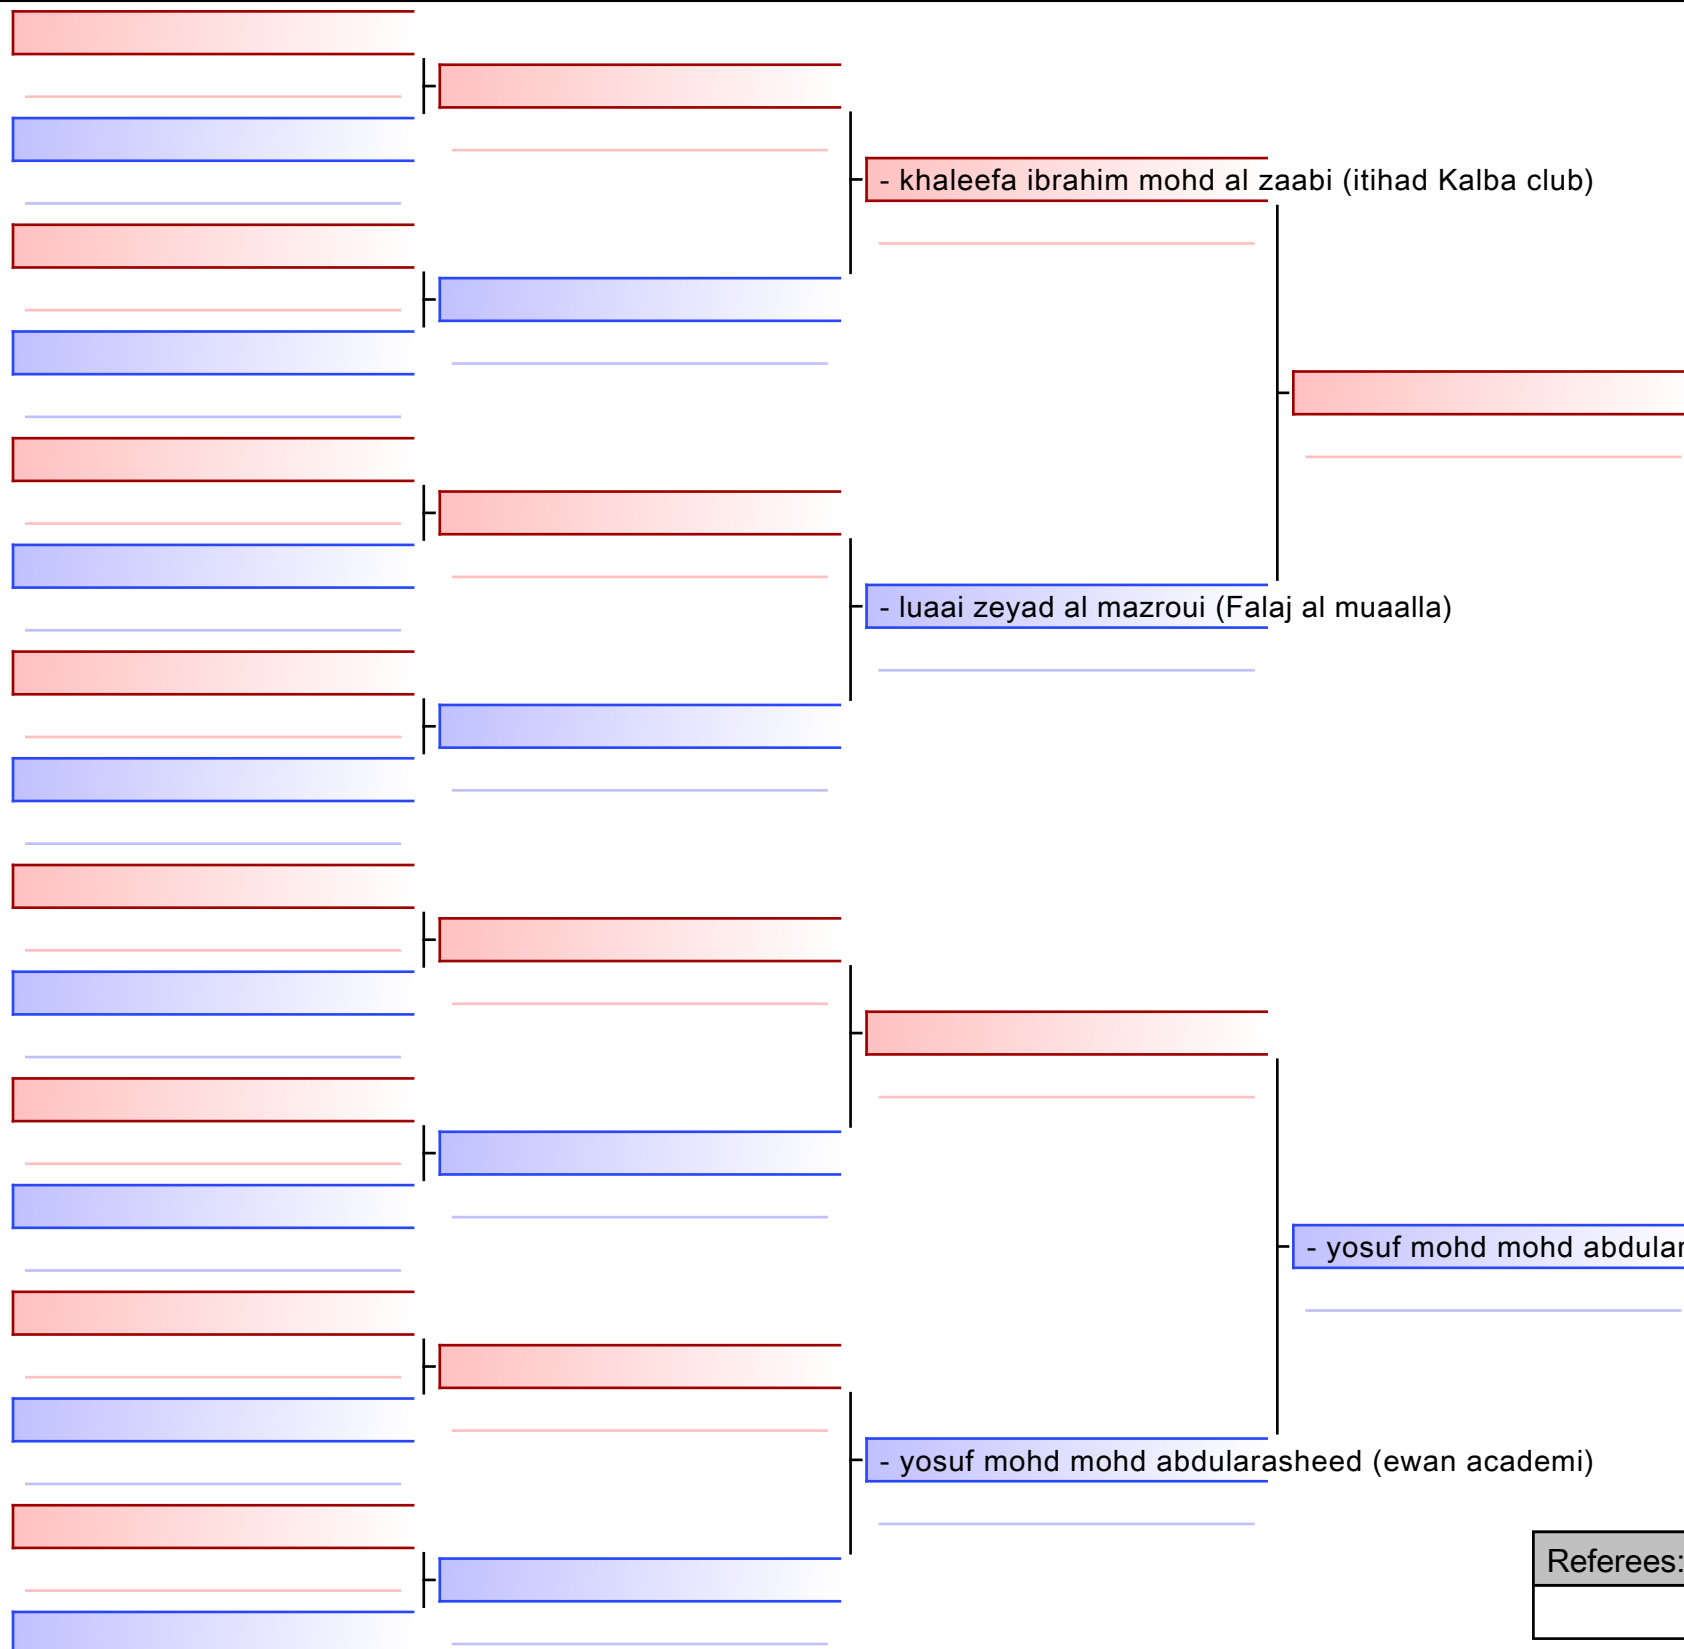 - khaleefa ibrahim mohd al zaabi (itihad Kalba club)
- luaai zeyad al mazroui (Falaj al muaalla)
- yosuf mohd mohd abdular
- yosuf mohd mohd abdularasheed (ewan academi)
Referees: